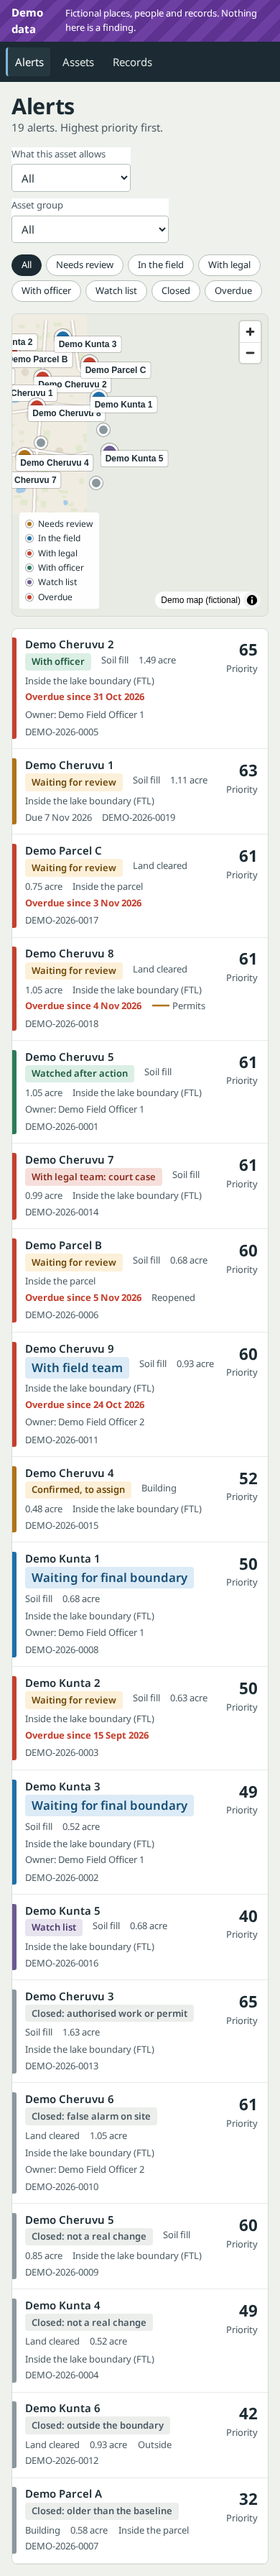 Demo data
Fictional places, people and records. Nothing here is a finding.
Alerts
Assets
Records
Alerts
19 alerts. Highest priority first.
What this asset allows
All
Asset group
All
All
Needs review
In the field
With legal
With officer
Watch list
Closed
Overdue
nta 2
Demo Kunta 3
emo Parcel B
Demo Parcel C
Demo Cheruvu 2
Cheruvu 1
Demo Cheruvu 8
Demo Kunta 1
Demo Cheruvu 4
Demo Kunta 5
Cheruvu 7
Needs review
In the field
With legal
With officer
Watch list
Overdue
Demo map (fictional)
Demo Cheruvu 2
65
With officer Soil fill 1.49 acre
Priority
Inside the lake boundary (FTL)
Overdue since 31 Oct 2026
Owner: Demo Field Officer 1
DEMO-2026-0005
Demo Cheruvu 1
63
Waiting for review Soil fill 1.11 acre
Priority
Inside the lake boundary (FTL)
Due 7 Nov 2026 DEMO-2026-0019
Demo Parcel C
61
Waiting for review Land cleared
Priority
0.75 acre Inside the parcel
Overdue since 3 Nov 2026
DEMO-2026-0017
Demo Cheruvu 8
61
Waiting for review Land cleared
Priority
1.05 acre Inside the lake boundary (FTL)
Overdue since 4 Nov 2026 Permits
DEMO-2026-0018
Demo Cheruvu 5
61
Watched after action Soil fill
Priority
1.05 acre Inside the lake boundary (FTL)
Owner: Demo Field Officer 1
DEMO-2026-0001
Demo Cheruvu 7
61
With legal team: court case Soil fill
Priority
0.99 acre Inside the lake boundary (FTL)
DEMO-2026-0014
Demo Parcel B
60
Waiting for review Soil fill 0.68 acre
Priority
Inside the parcel
Overdue since 5 Nov 2026 Reopened
DEMO-2026-0006
Demo Cheruvu 9
60
With field team Soil fill 0.93 acre
Priority
Inside the lake boundary (FTL)
Overdue since 24 Oct 2026
Owner: Demo Field Officer 2
DEMO-2026-0011
Demo Cheruvu 4
52
Confirmed, to assign Building
Priority
0.48 acre Inside the lake boundary (FTL)
DEMO-2026-0015
Demo Kunta 1
50
Waiting for final boundary
Priority
Soil fill 0.68 acre
Inside the lake boundary (FTL)
Owner: Demo Field Officer 1
DEMO-2026-0008
Demo Kunta 2
50
Waiting for review Soil fill 0.63 acre
Priority
Inside the lake boundary (FTL)
Overdue since 15 Sept 2026
DEMO-2026-0003
Demo Kunta 3
49
Waiting for final boundary
Priority
Soil fill 0.52 acre
Inside the lake boundary (FTL)
Owner: Demo Field Officer 1
DEMO-2026-0002
Demo Kunta 5
40
Watch list Soil fill 0.68 acre
Priority
Inside the lake boundary (FTL)
DEMO-2026-0016
Demo Cheruvu 3
65
Closed: authorised work or permit
Priority
Soil fill 1.63 acre
Inside the lake boundary (FTL)
DEMO-2026-0013
Demo Cheruvu 6
61
Closed: false alarm on site
Priority
Land cleared 1.05 acre
Inside the lake boundary (FTL)
Owner: Demo Field Officer 2
DEMO-2026-0010
Demo Cheruvu 5
60
Closed: not a real change Soil fill
Priority
0.85 acre Inside the lake boundary (FTL)
DEMO-2026-0009
Demo Kunta 4
49
Closed: not a real change
Priority
Land cleared 0.52 acre
Inside the lake boundary (FTL)
DEMO-2026-0004
Demo Kunta 6
42
Closed: outside the boundary
Priority
Land cleared 0.93 acre Outside
DEMO-2026-0012
Demo Parcel A
32
Closed: older than the baseline
Priority
Building 0.58 acre Inside the parcel
DEMO-2026-0007